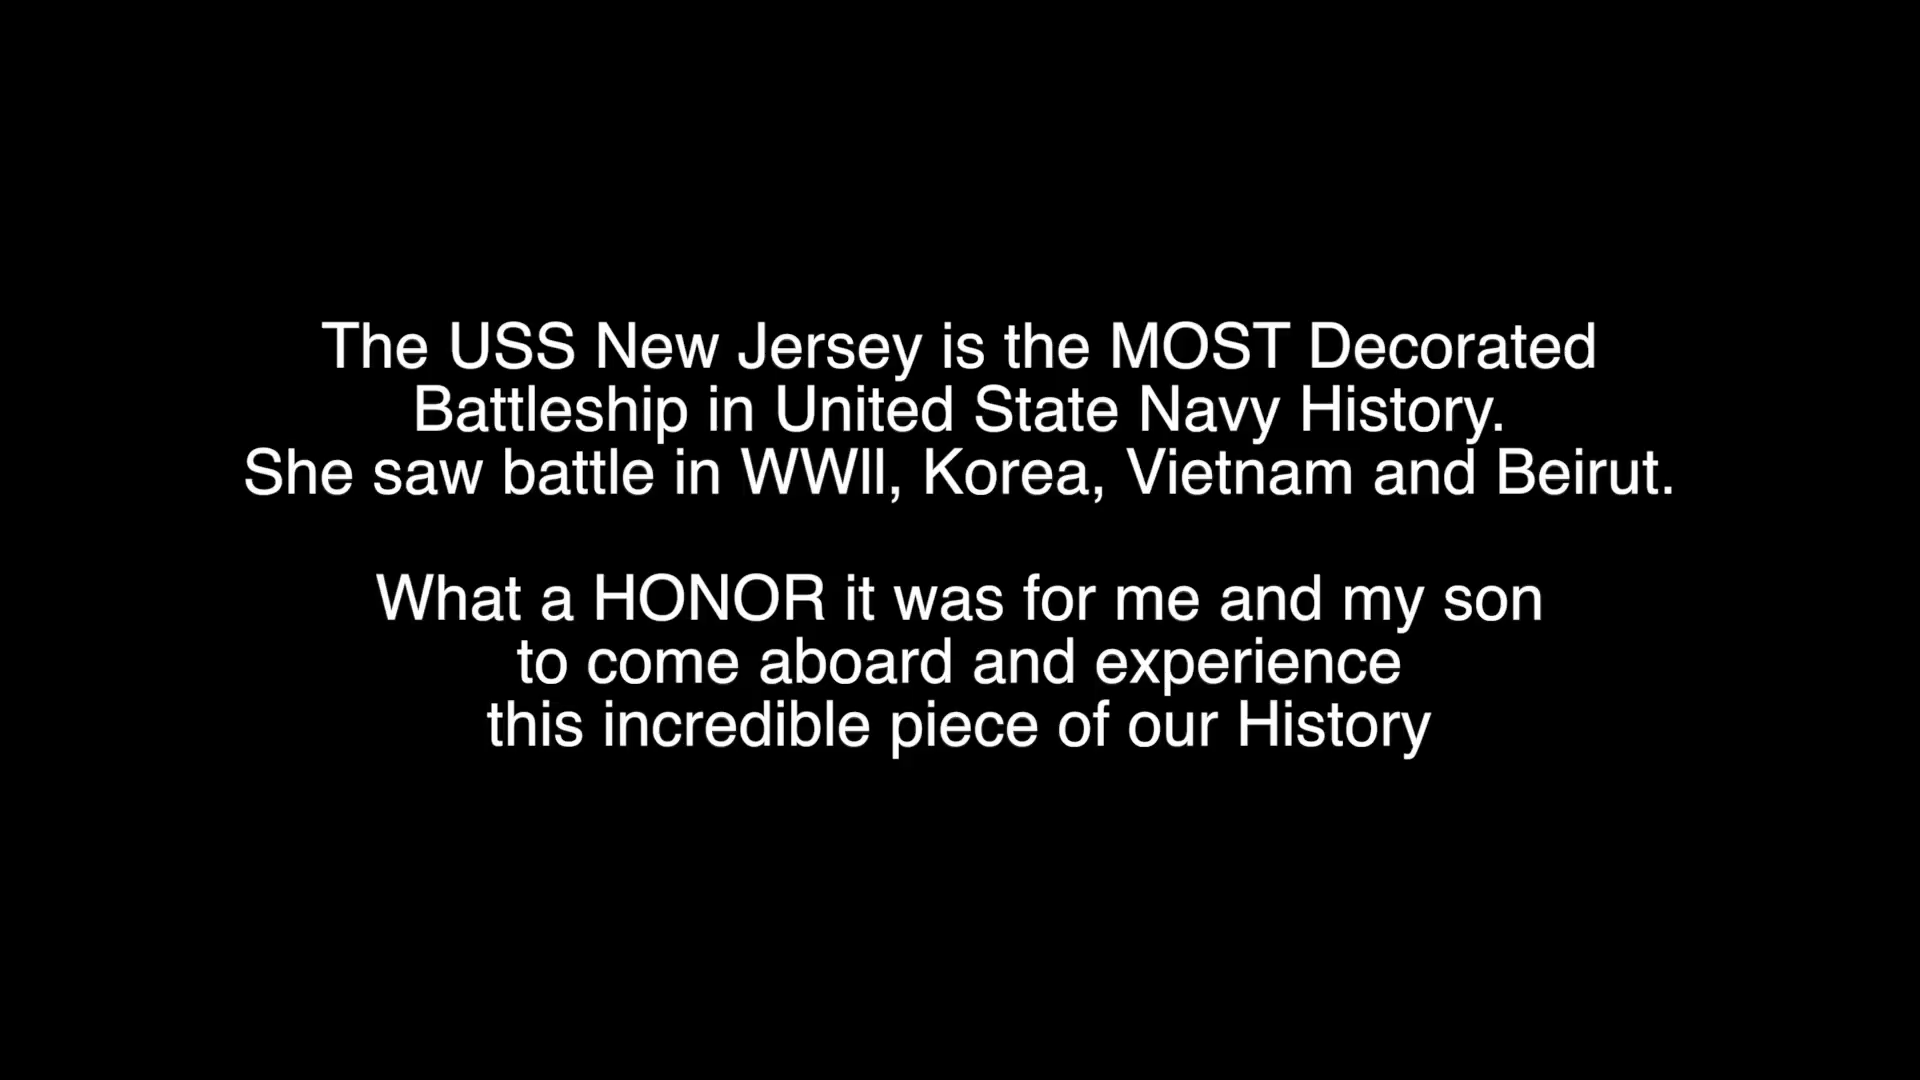 The USS New Jersey is the MOST Decorated
Battleship in United State Navy History.
She saw battle in WWII, Korea, Vietnam and Beirut.
What a HONOR it was for me and my son
to come aboard and experience
this incredible piece of our History